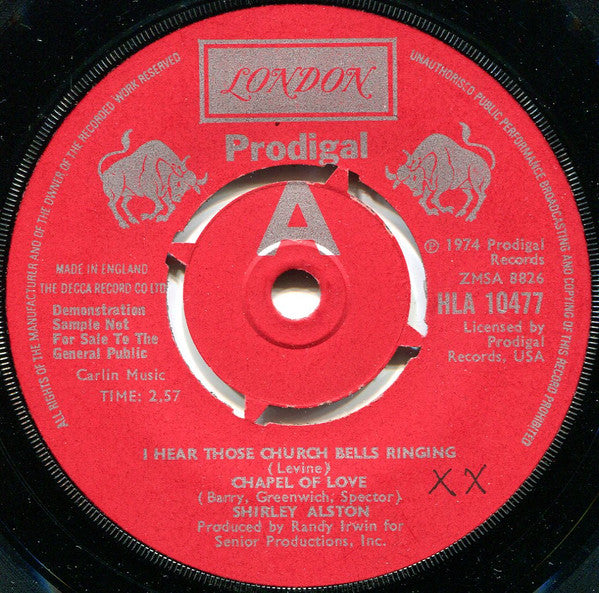 ALL RIGHTS OF THE MANUFACTURER AND OF THE OWNER OF THE RECORDED WORK RESERVED
UNAUTHORISED PUBLIC PERFORMANCE BROADCASTING AND COPYING OF THIS RECORD PROHIBITED
LONDON
Prodigal
A
MADE IN ENGLAND
THE DECCA RECORD CO LTD
Demonstration
Sample Not
For Sale To The
General Public
Carlin Music
TIME: 2,57
℗ 1974 Prodigal
Records
ZMSA 8826
HLA 10477
Licensed by
Prodigal
Records, USA
I HEAR THOSE CHURCH BELLS RINGING
(Levine)
CHAPEL OF LOVE
(Barry, Greenwich, Spector)
SHIRLEY ALSTON
Produced by Randy Irwin for
Senior Productions, Inc.
XX